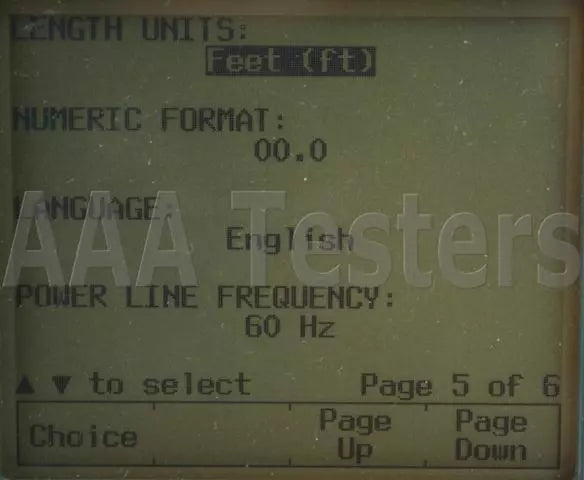 LENGTH UNITS:
Feet (ft)
NUMERIC FORMAT:
00.0
LANGUAGE:
English
AAA Testers
POWER LINE FREQUENCY:
60 Hz
▲ ▼ to select Page 5 of 6
Choice Page Up Page Down